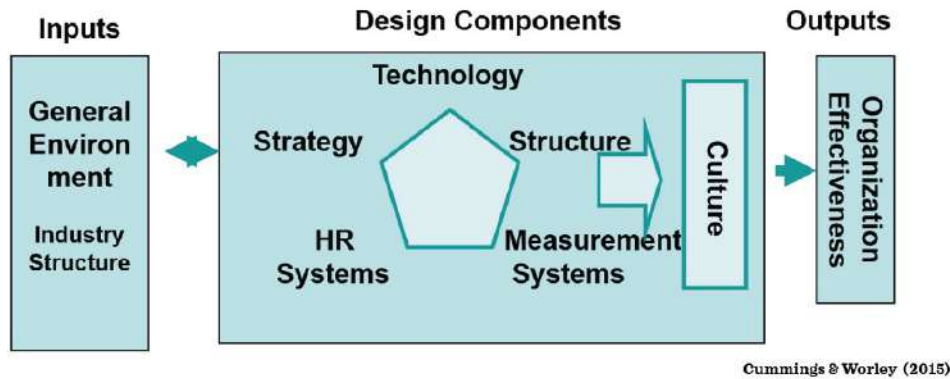 Inputs
Design Components
Outputs
General
Environ
ment
Industry
Structure
Technology
Strategy
Structure
HR
Systems
Measurement
Systems
Culture
Organization
Effectiveness
Cummings & Worley (2015)